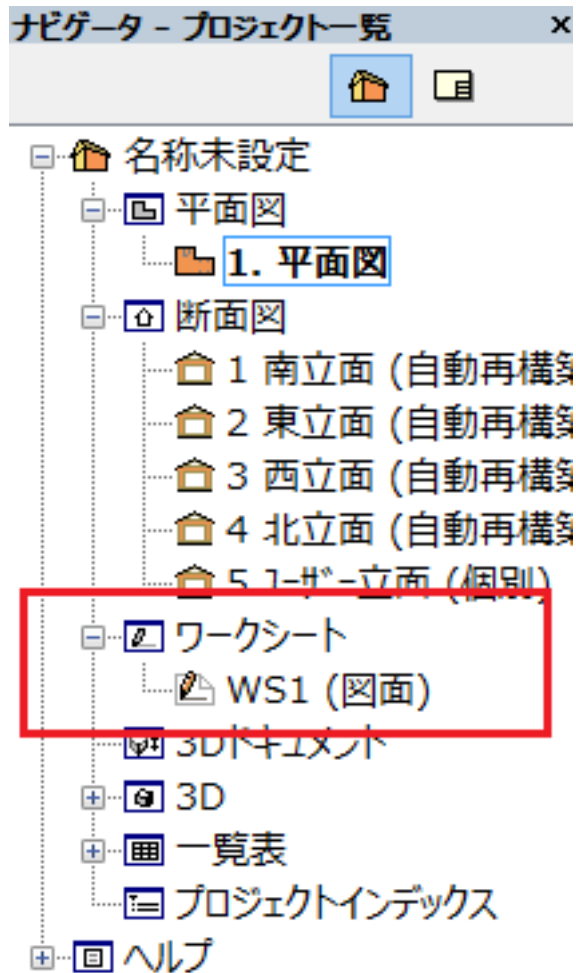 ナビゲータ - プロジェクト一覧
名称未設定
平面図
1. 平面図
断面図
1 南立面 (自動再構築
2 東立面 (自動再構築
3 西立面 (自動再構築
4 北立面 (自動再構築
5 ユーザー立面 (個別)
ワークシート
WS1 (図面)
3Dドキュメント
3D
一覧表
プロジェクトインデックス
ヘルプ